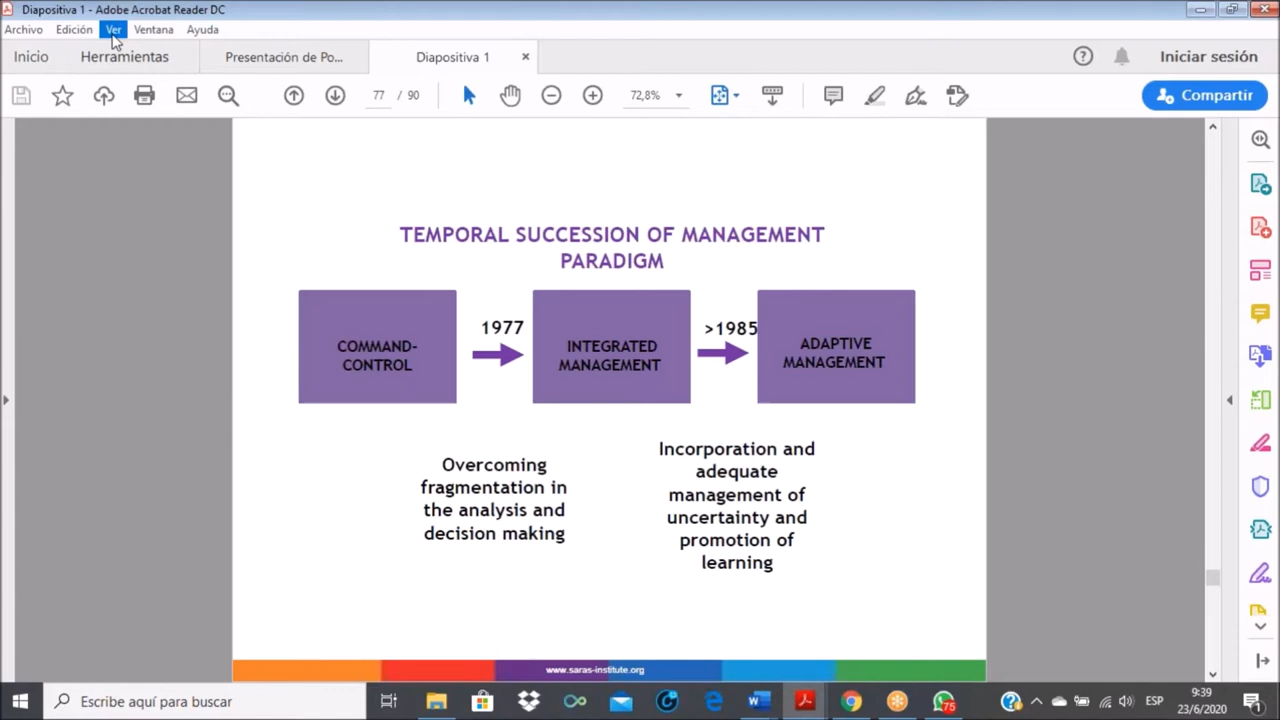 Diapositiva 1 - Adobe Acrobat Reader DC
Archivo Edición Ver Ventana Ayuda
Inicio Herramientas Presentación de Po... Diapositiva 1 Iniciar sesión
77 / 90 72,8% Compartir
TEMPORAL SUCCESSION OF MANAGEMENT
PARADIGM
COMMAND-
CONTROL
1977
INTEGRATED
MANAGEMENT
>1985
ADAPTIVE
MANAGEMENT
Overcoming
fragmentation in
the analysis and
decision making
Incorporation and
adequate
management of
uncertainty and
promotion of
learning
www.saras-institute.org
Escribe aquí para buscar
75
ESP
9:39
23/6/2020
1